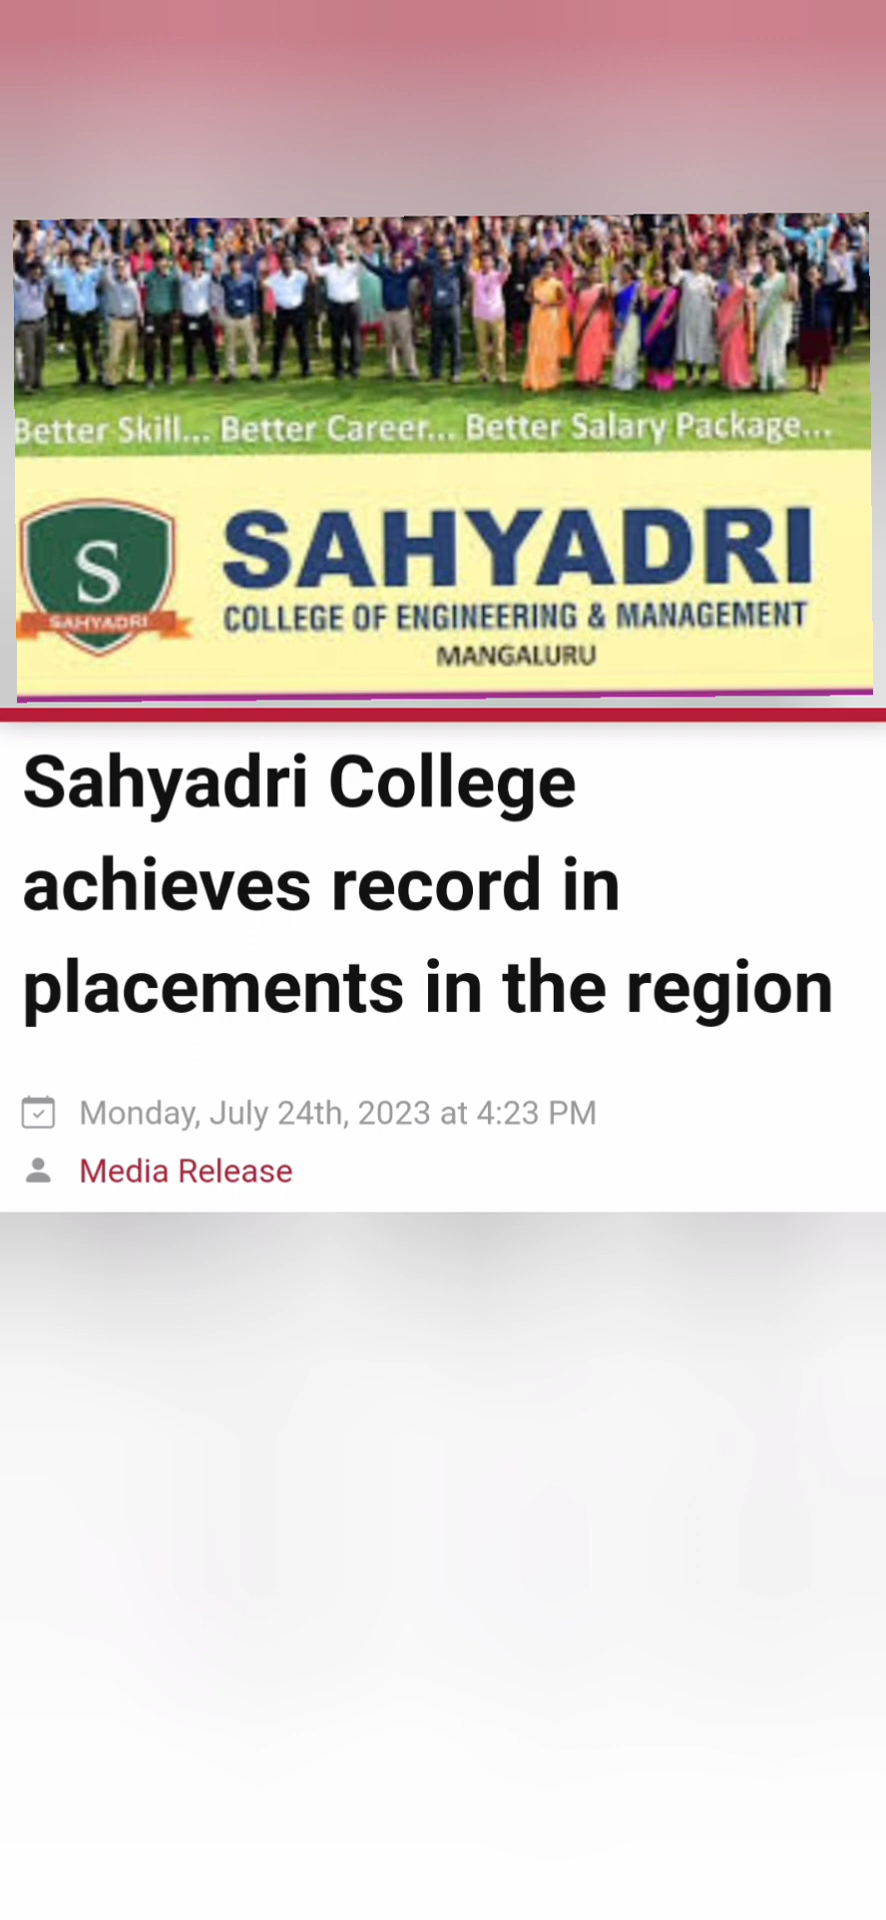 Better Skill... Better Career... Better Salary Package...
S
SAHYADRI
SAHYADRI
COLLEGE OF ENGINEERING & MANAGEMENT
MANGALURU
Sahyadri College
achieves record in
placements in the region
Monday, July 24th, 2023 at 4:23 PM
Media Release